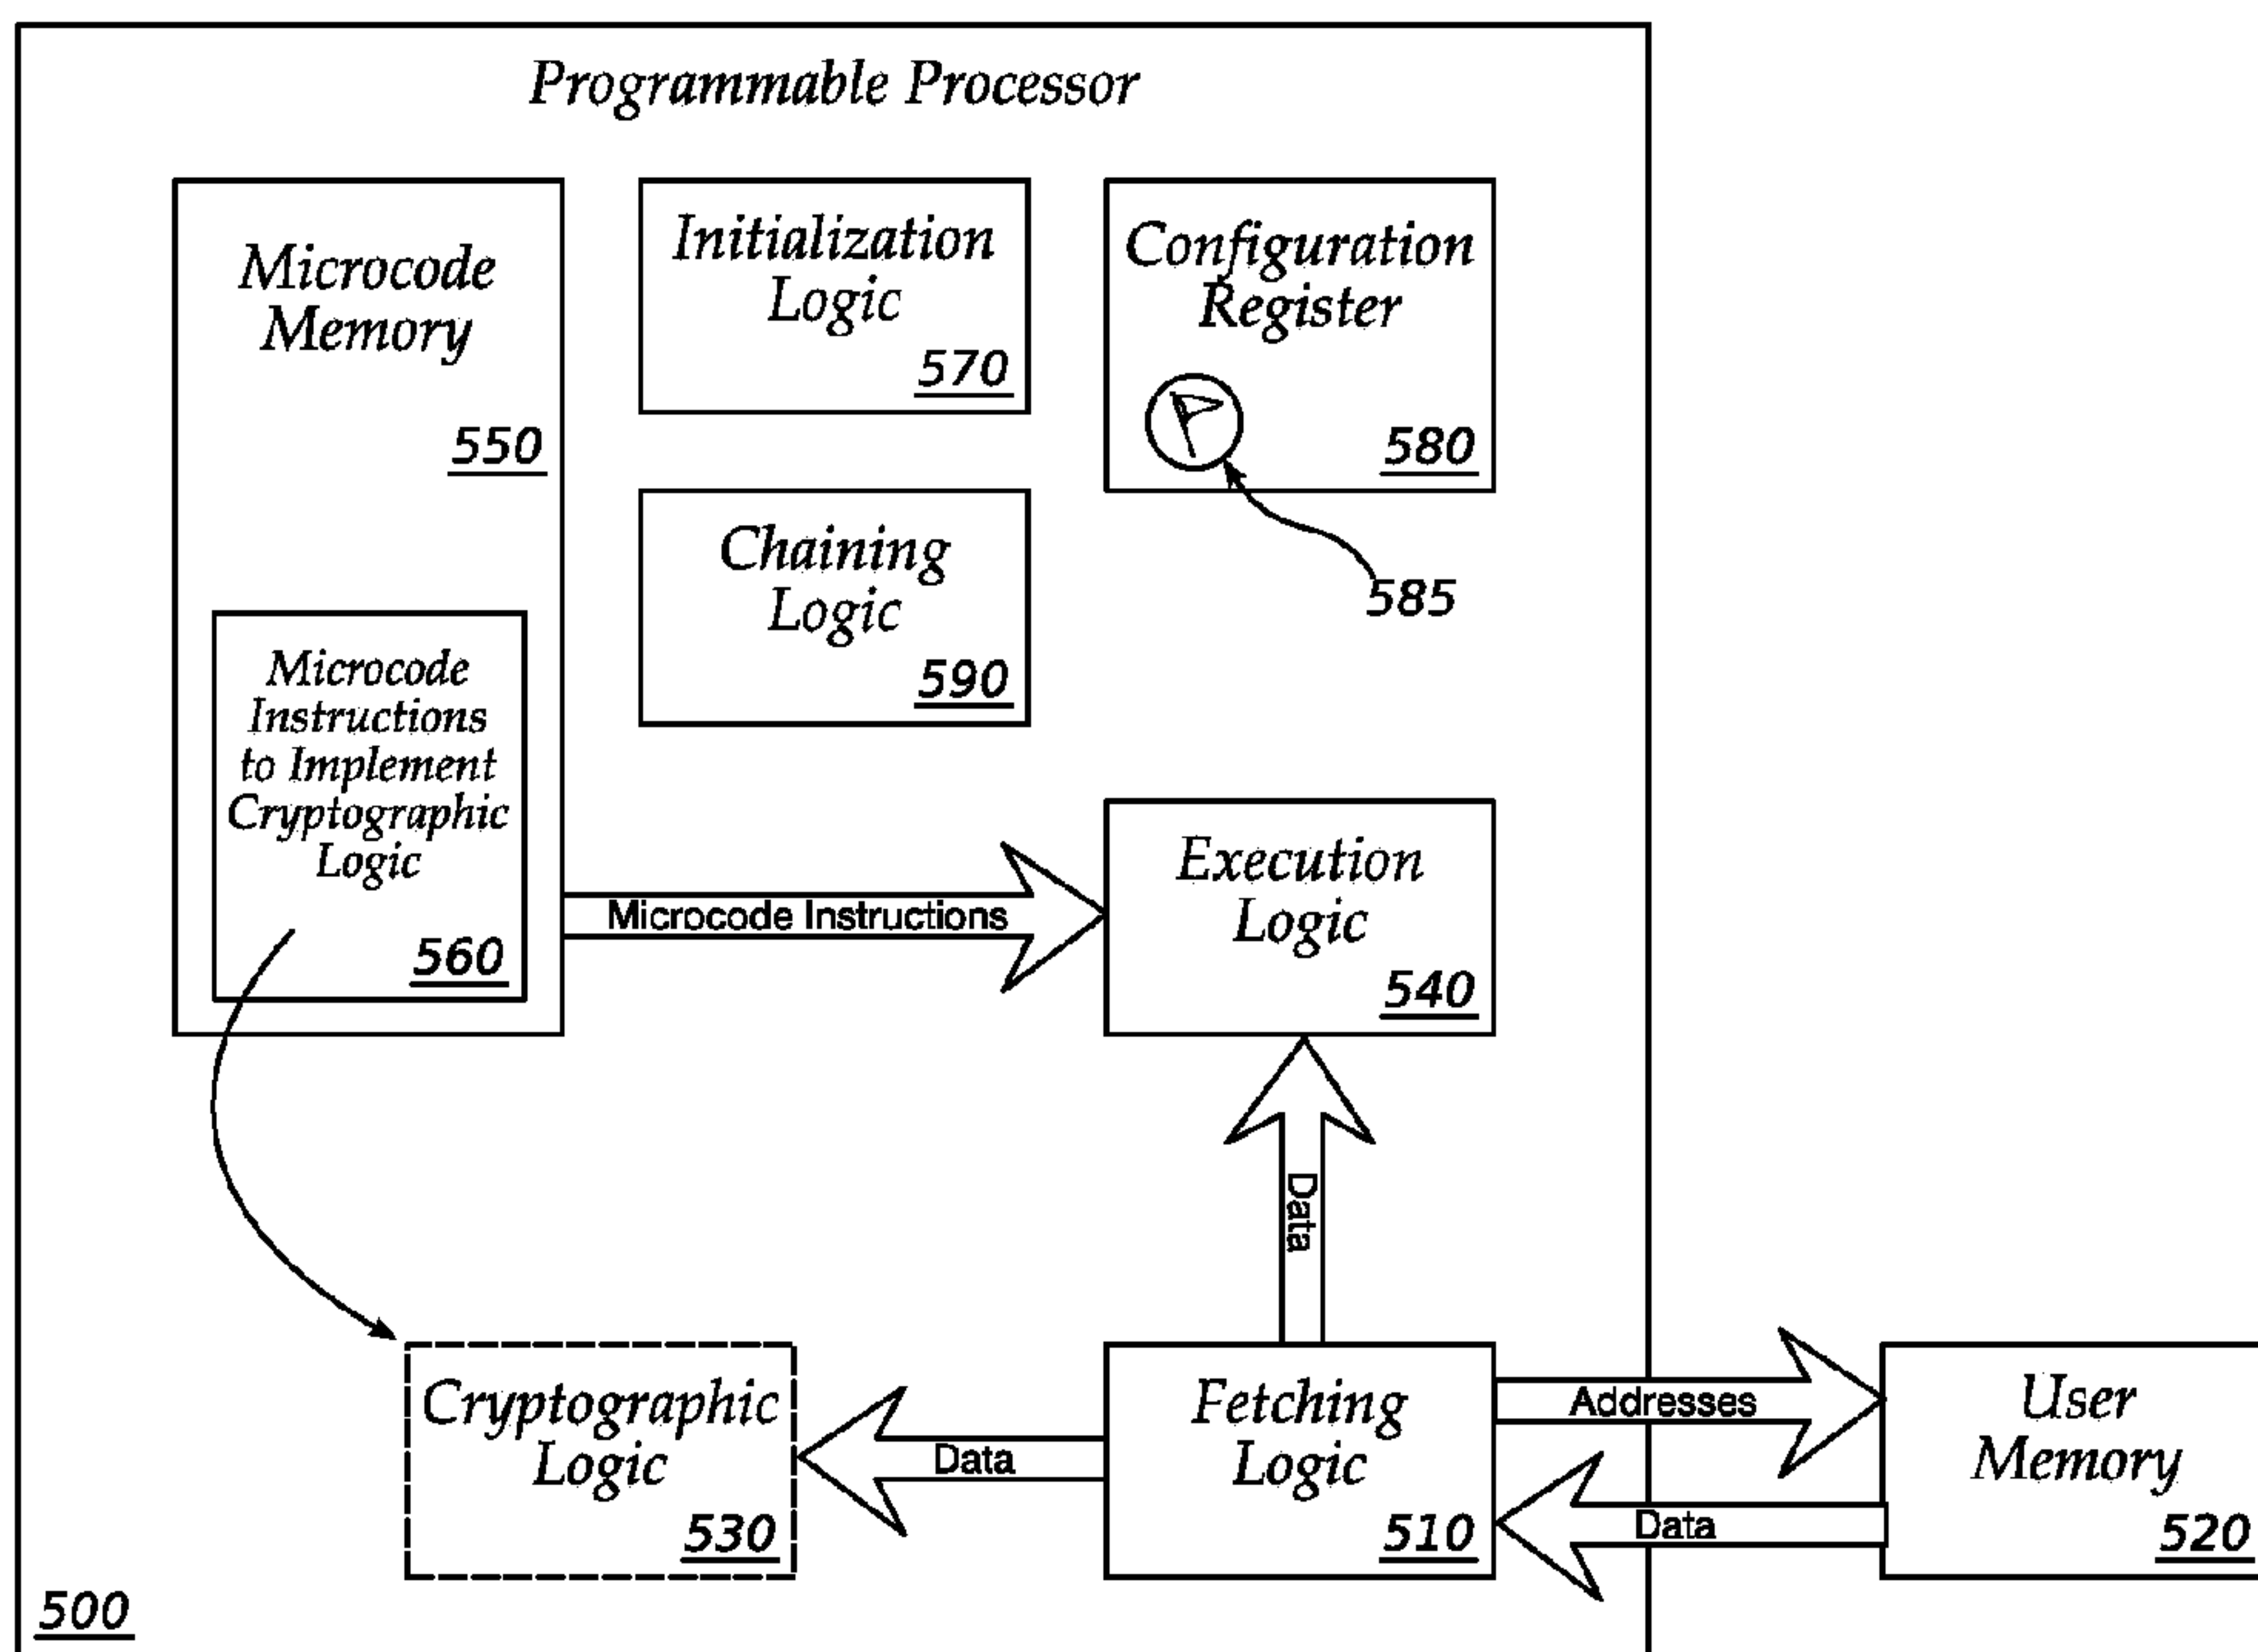 Programmable Processor
Microcode
Memory
550
Initialization
Logic
570
Configuration
Register
580
585
Chaining
Logic
590
Microcode
Instructions
to Implement
Cryptographic
Logic
560
Microcode Instructions
Execution
Logic
540
Data
Cryptographic
Logic
530
Data
Fetching
Logic
510
Addresses
Data
User
Memory
520
500